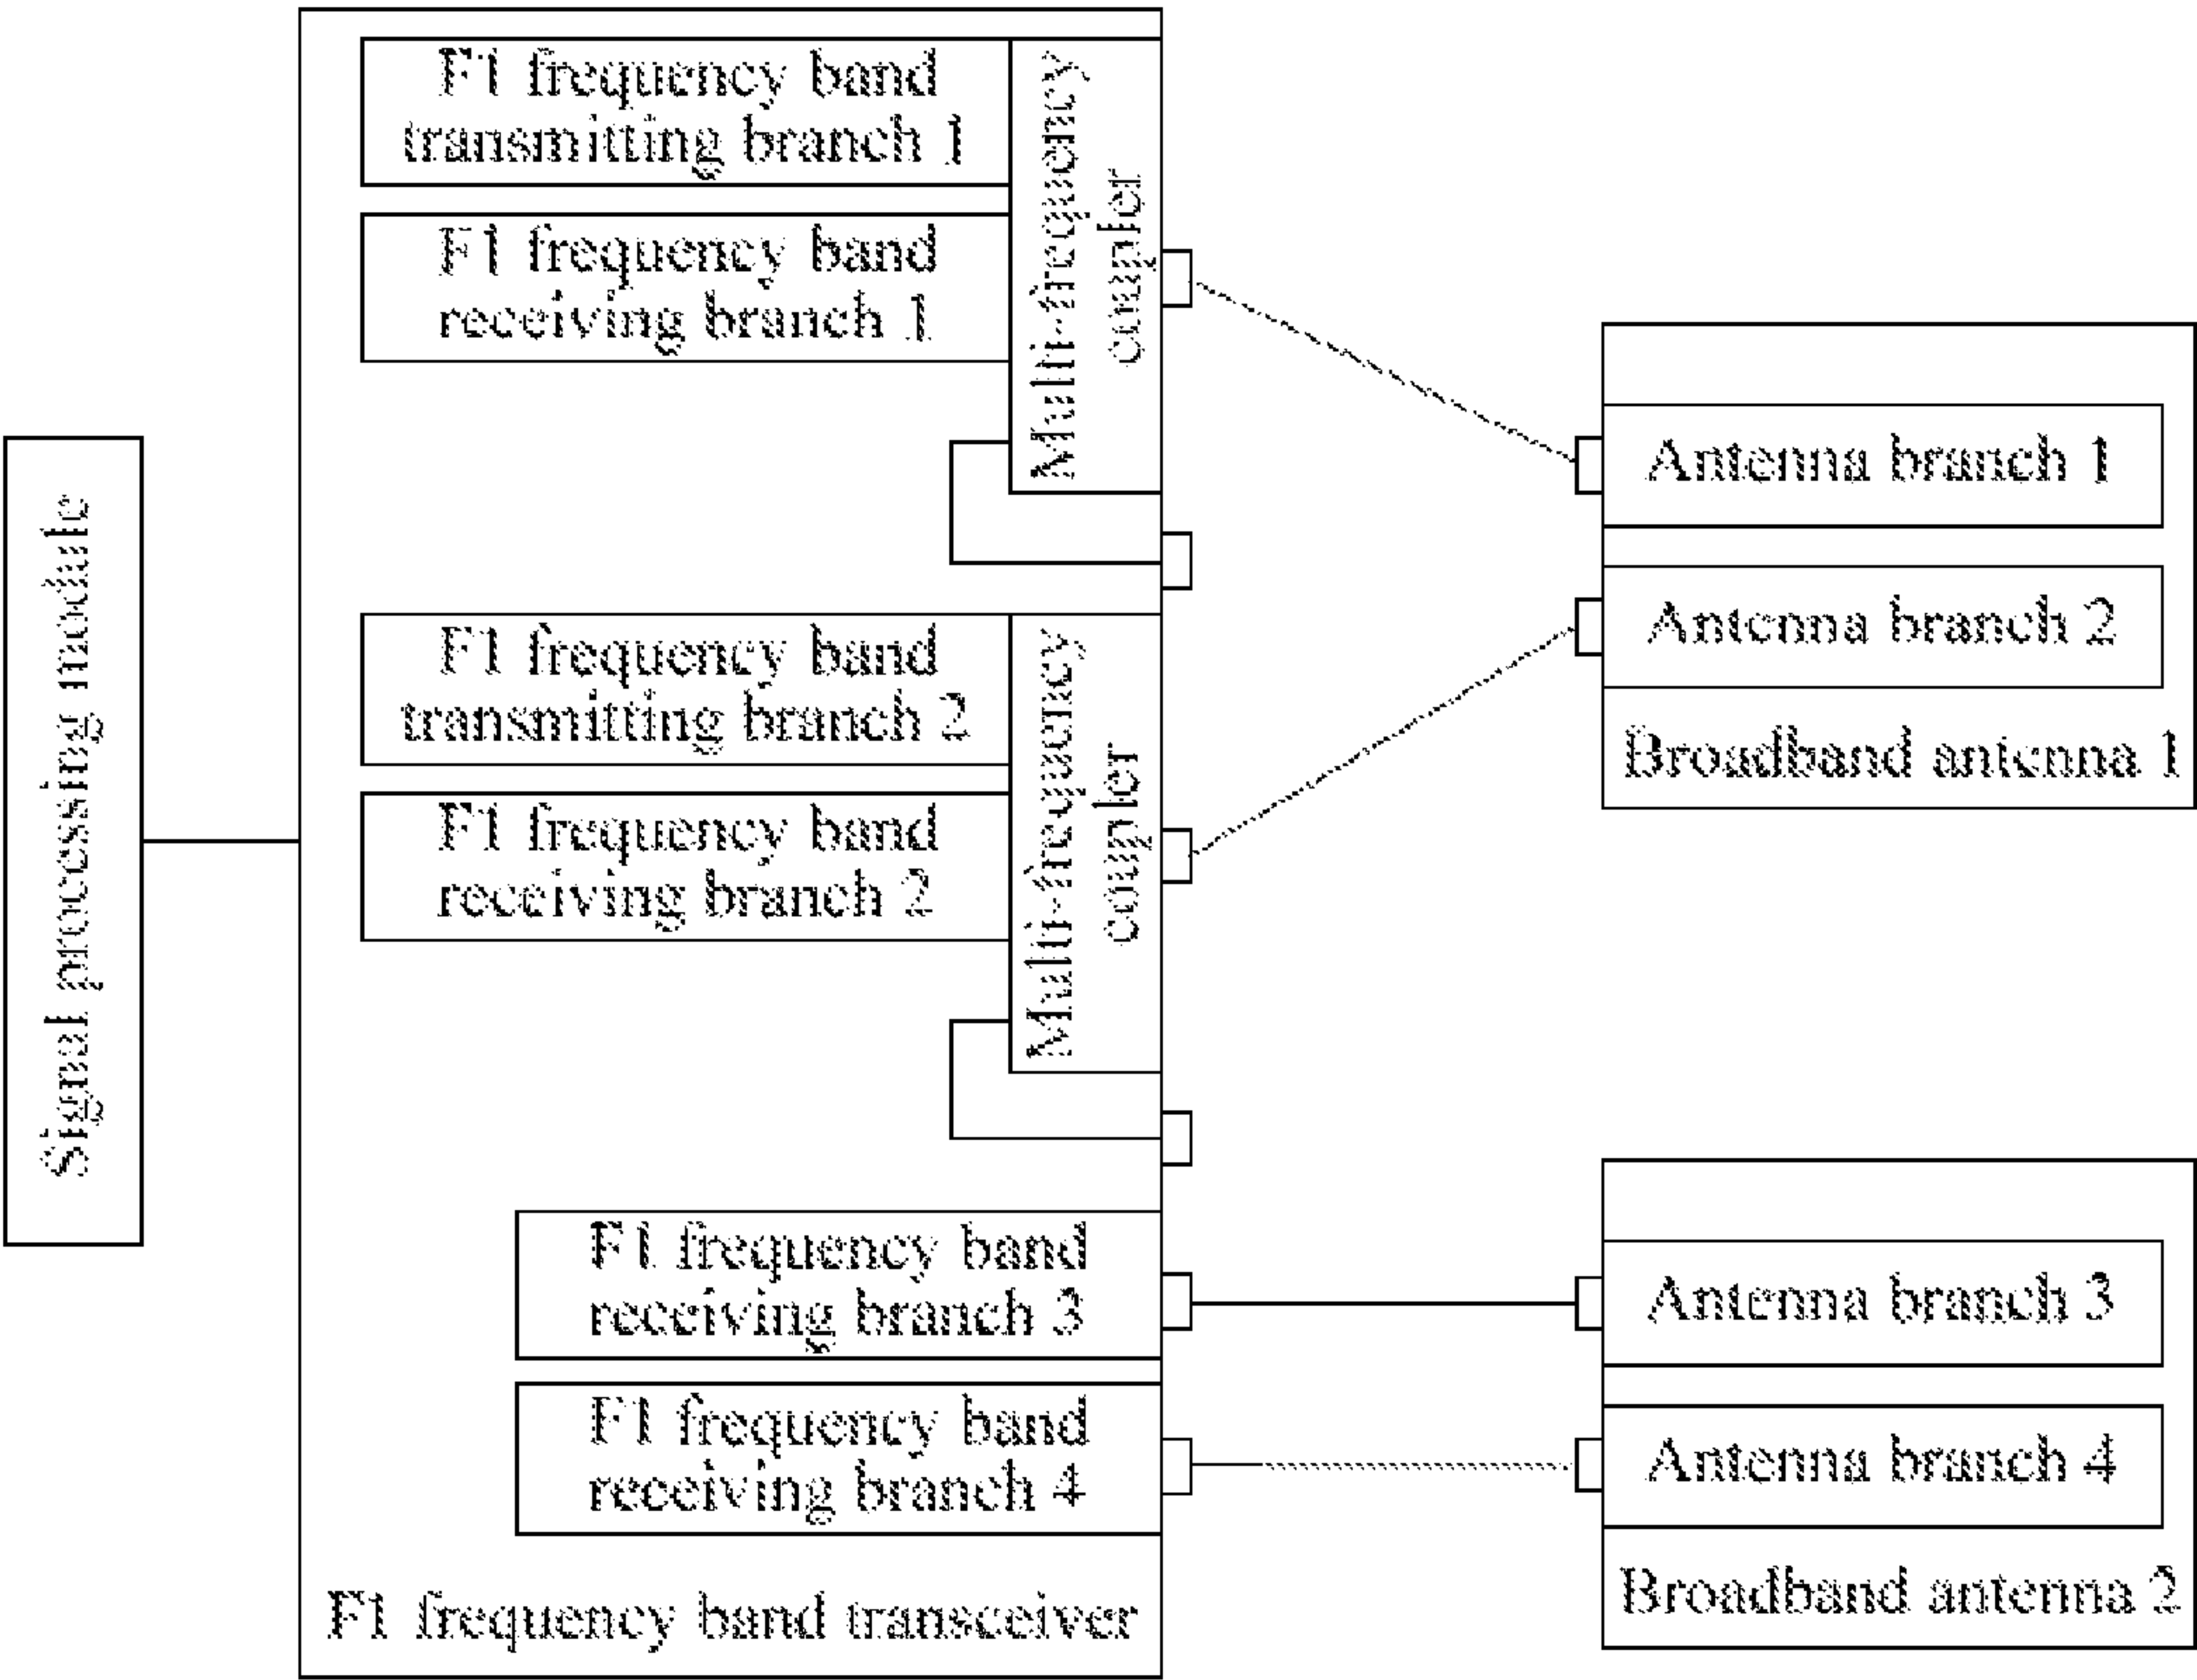 Signal processing module
F1 frequency band
transmitting branch 1
F1 frequency band
receiving branch 1
Multi-frequency
coupler
F1 frequency band
transmitting branch 2
F1 frequency band
receiving branch 2
Multi-frequency
coupler
F1 frequency band
receiving branch 3
F1 frequency band
receiving branch 4
F1 frequency band transceiver
Antenna branch 1
Antenna branch 2
Broadband antenna 1
Antenna branch 3
Antenna branch 4
Broadband antenna 2